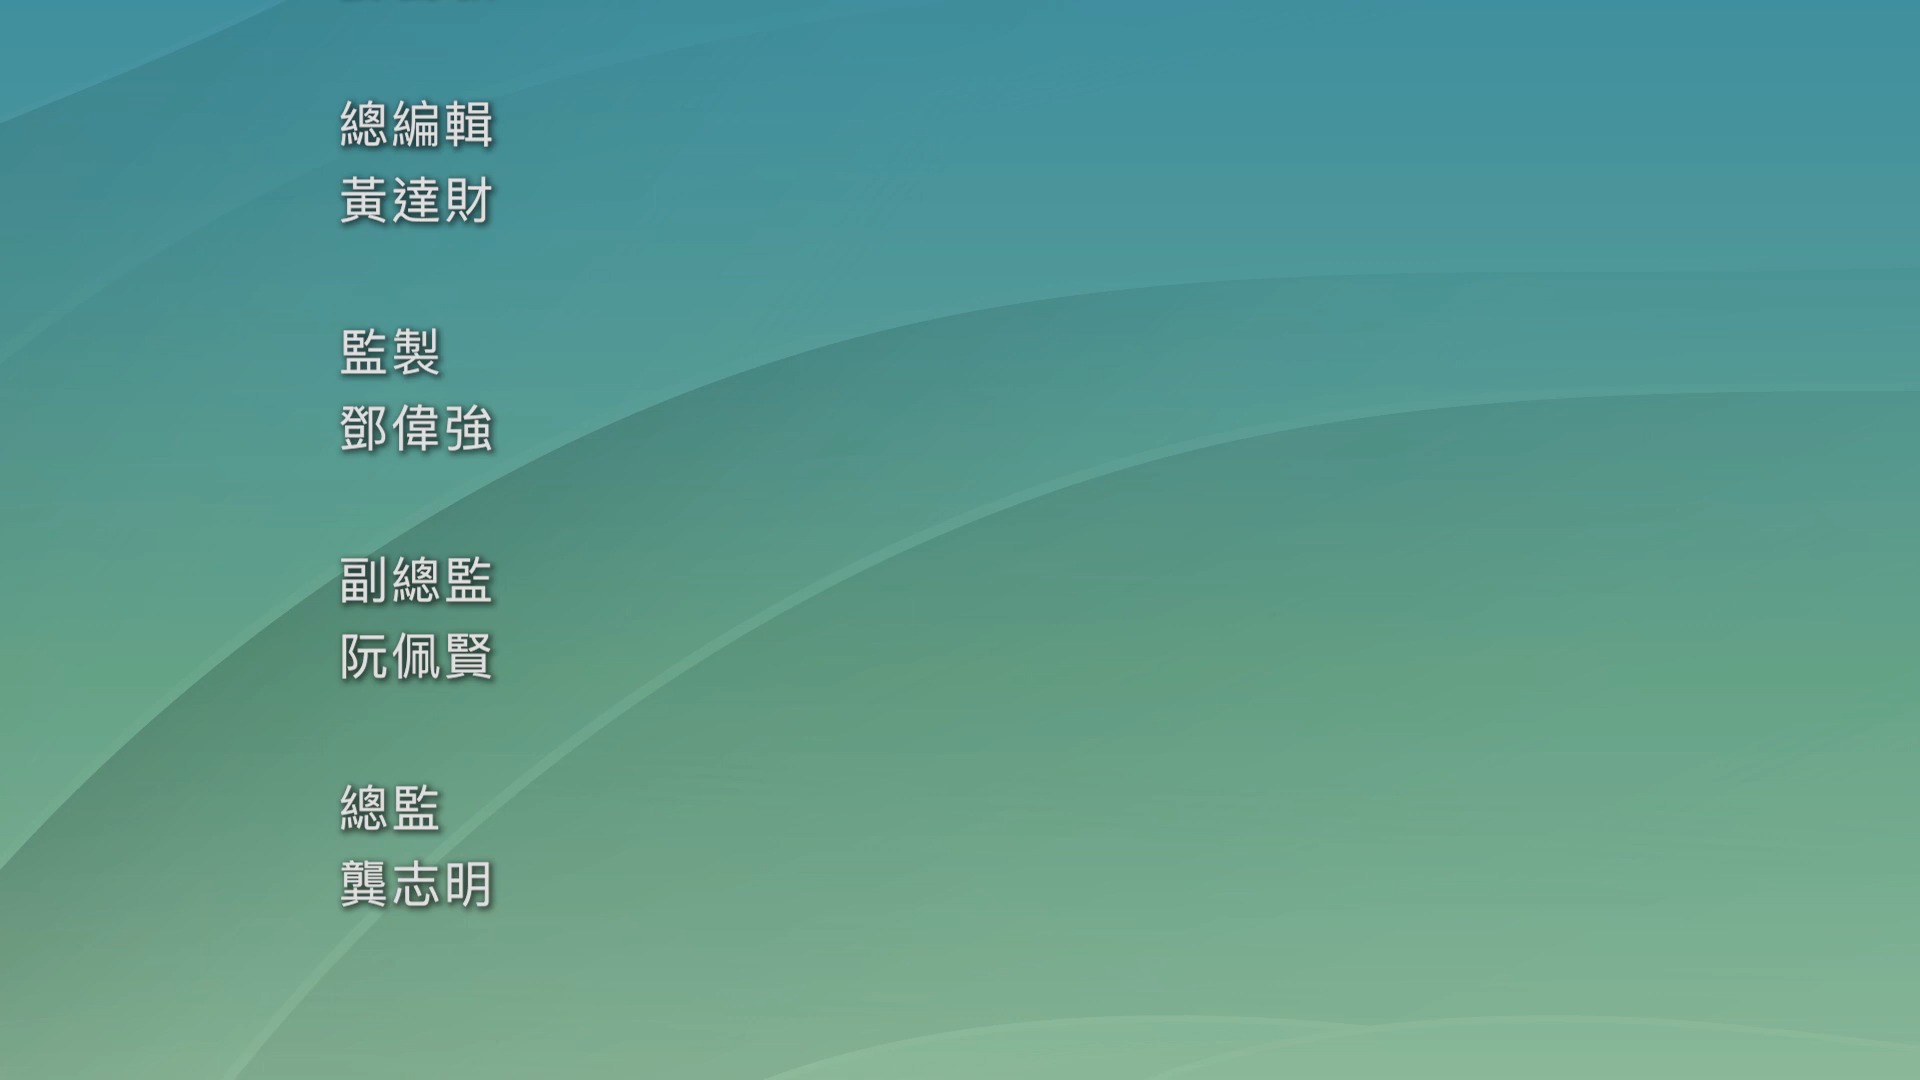 總編輯
黃達財
監製
鄧偉強
副總監
阮佩賢
總監
龔志明